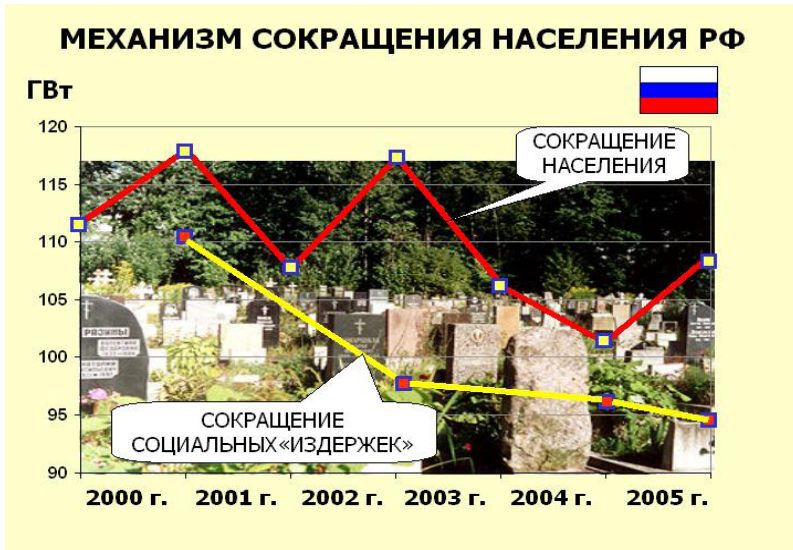 МЕХАНИЗМ СОКРАЩЕНИЯ НАСЕЛЕНИЯ РФ
ГВт
120
СОКРАЩЕНИЕ
НАСЕЛЕНИЯ
115
110
105
РЯЗИНЫ
100
95
СОКРАЩЕНИЕ
СОЦИАЛЬНЫХ«ИЗДЕРЖЕК»
90
2000 г. 2001 г. 2002 г. 2003 г. 2004 г. 2005 г.